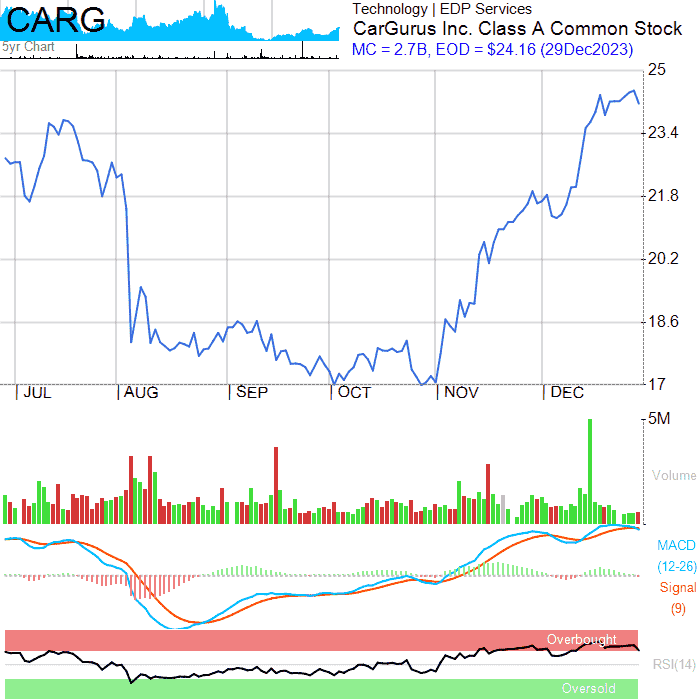 CARG
5yr Chart
Technology | EDP Services
CarGurus Inc. Class A Common Stock
MC = 2.7B, EOD = $24.16 (29Dec2023)
25
23.4
21.8
20.2
18.6
17
JUL AUG SEP OCT NOV DEC
5M
Volume
MACD
(12-26)
Signal
(9)
Overbought
RSI(14)
Oversold